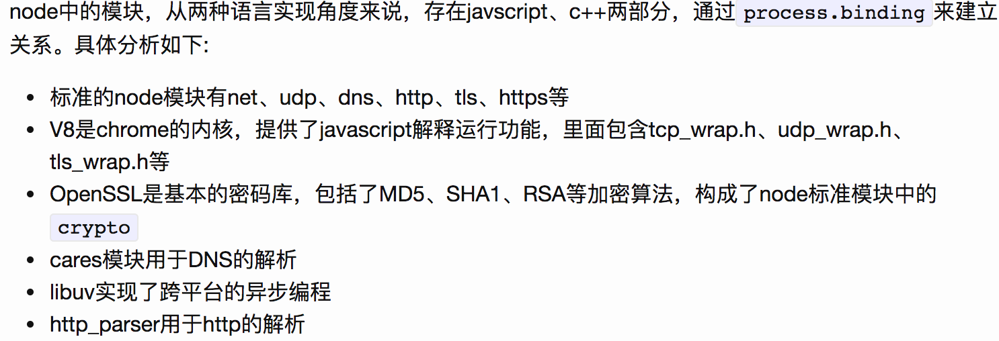 node中的模块，从两种语言实现角度来说，存在javscript、c++两部分，通过 process.binding 来建立
关系。具体分析如下:
• 标准的node模块有net、udp、dns、http、tls、https等
• V8是chrome的内核，提供了javascript解释运行功能，里面包含tcp_wrap.h、udp_wrap.h、
tls_wrap.h等
• OpenSSL是基本的密码库，包括了MD5、SHA1、RSA等加密算法，构成了node标准模块中的
crypto
• cares模块用于DNS的解析
• libuv实现了跨平台的异步编程
• http_parser用于http的解析